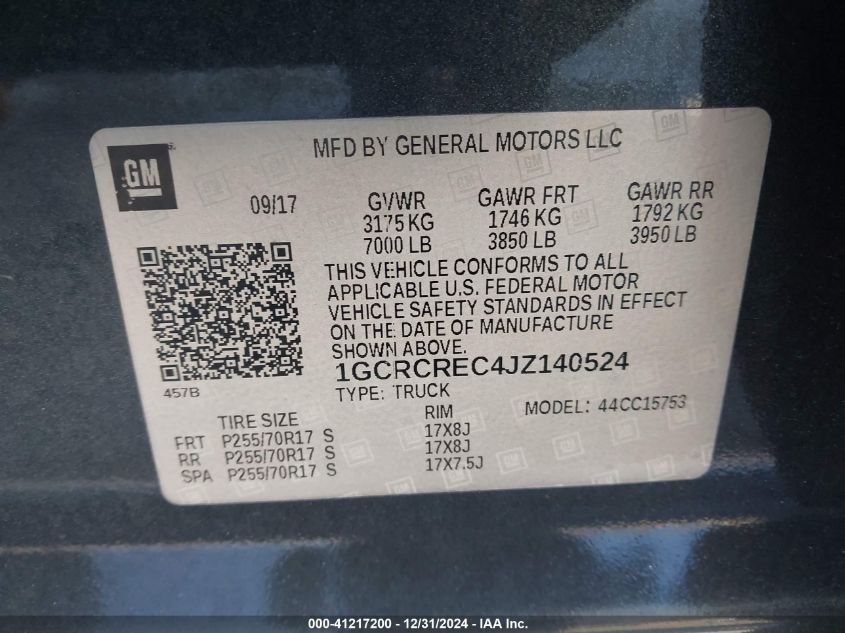 GM
MFD BY GENERAL MOTORS LLC
09/17 GVWR GAWR FRT GAWR RR
3175 KG 1746 KG 1792 KG
7000 LB 3850 LB 3950 LB
THIS VEHICLE CONFORMS TO ALL
APPLICABLE U.S. FEDERAL MOTOR
VEHICLE SAFETY STANDARDS IN EFFECT
ON THE DATE OF MANUFACTURE
SHOWN ABOVE.
1GCRCREC4JZ140524
457B
TYPE: TRUCK MODEL: 44CC15753
TIRE SIZE RIM
FRT P255/70R17 S 17X8J
RR P255/70R17 S 17X8J
SPA P255/70R17 S 17X7.5J
000-41217200 - 12/31/2024 - IAA Inc.